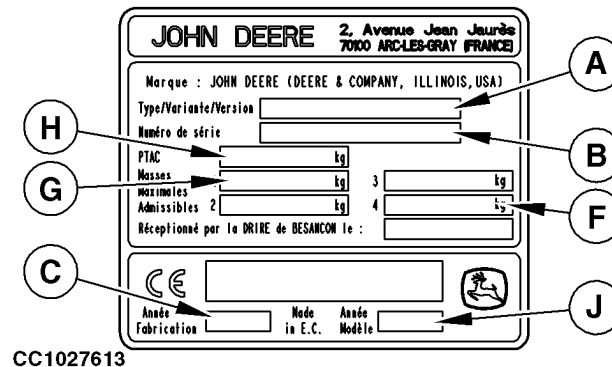 JOHN DEERE
2, Avenue Jean Jaurès
70100 ARC-LES-GRAY (FRANCE)
Marque : JOHN DEERE (DEERE & COMPANY, ILLINOIS,USA)
A
Type/Variante/Version
Numéro de série
B
H
PTAC kg
G
Masses kg 3 kg
Maximales
Admissibles 2 kg 4 kg
F
Réceptionné par la DRIRE de BESANCON le :
C
CE
Année Fabrication
Made in E.C.
Année Modèle
J
CC1027613